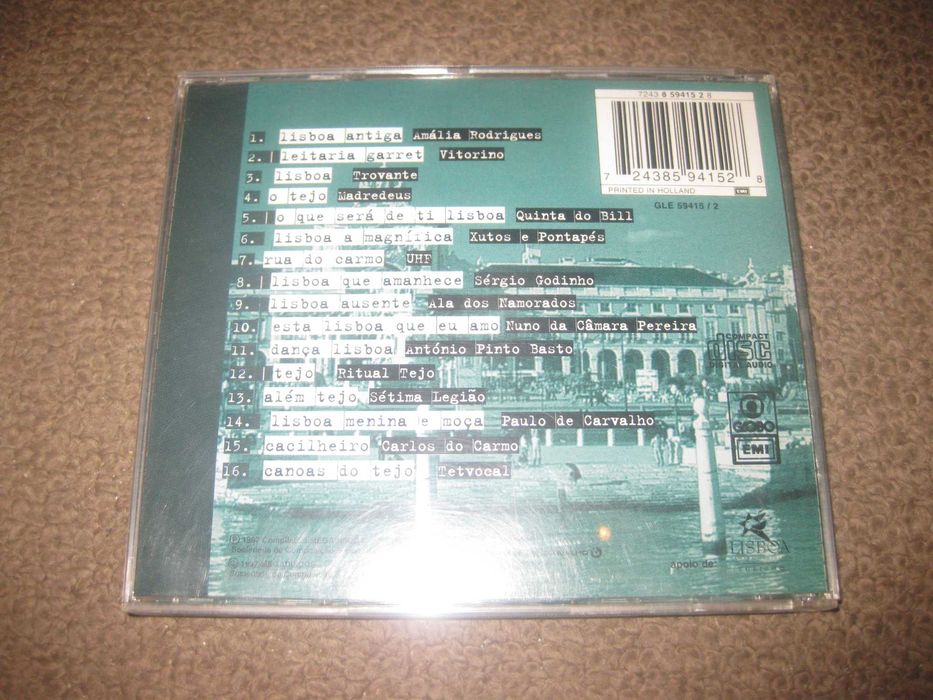 7243 8 59415 2 8
7 24385 94152 8
PRINTED IN HOLLAND EMI
GLE 59415 / 2
1. lisboa antiga Amália Rodrigues
2. leitaria garret Vitorino
3. lisboa Trovante
4. o tejo Madredeus
5. o que será de ti lisboa Quinta do Bill
6. lisboa a magnífica Xutos e Pontapés
7. rua do carmo UHF
8. lisboa que amanhece Sérgio Godinho
9. lisboa ausente Ala dos Namorados
10. esta lisboa que eu amo Nuno da Câmara Pereira
11. dança lisboa António Pinto Basto
12. tejo Ritual Tejo
13. além tejo Sétima Legião
14. lisboa menina e moça Paulo de Carvalho
15. cacilheiro Carlos do Carmo
16. canoas do tejo Tetvocal
COMPACT
disc
DIGITAL AUDIO
GLOBO
EMI
apoio de:
LISBOA